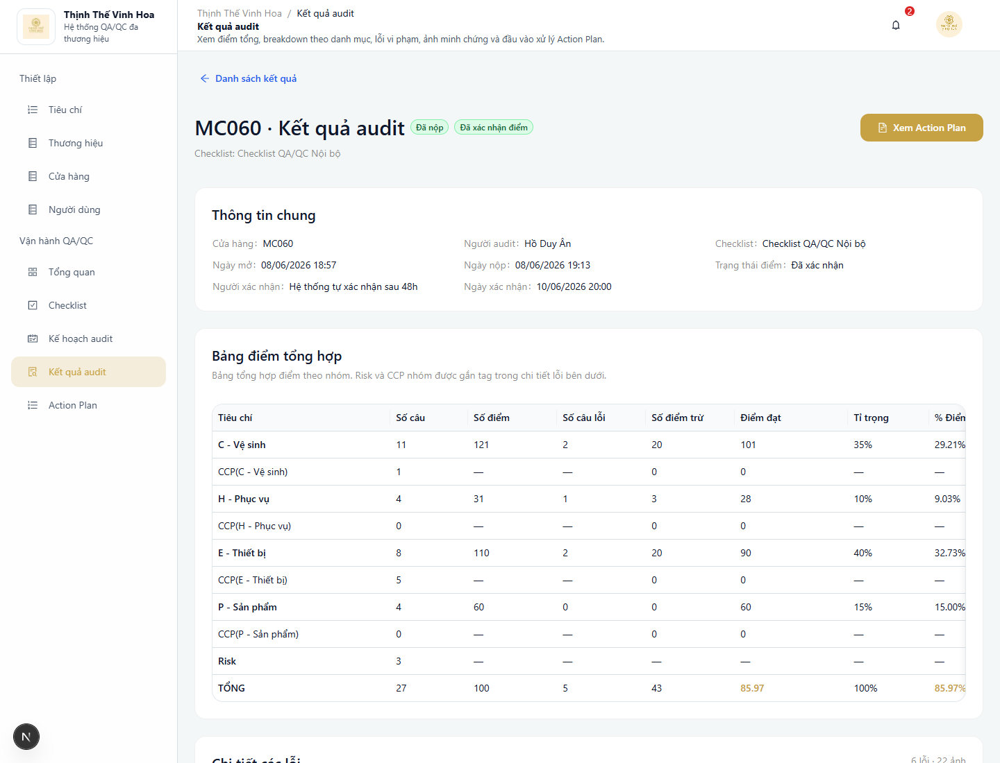 Thịnh Thế Vinh Hoa
Hệ thống QA/QC đa
thương hiệu
Thịnh Thế Vinh Hoa / Kết quả audit
Kết quả audit
Xem điểm tổng, breakdown theo danh mục, lỗi vi phạm, ảnh minh chứng và đầu vào xử lý Action Plan.
2
Thiết lập
Tiêu chí
Thương hiệu
Cửa hàng
Người dùng
Vận hành QA/QC
Tổng quan
Checklist
Kế hoạch audit
Kết quả audit
Action Plan
N
Danh sách kết quả
MC060 · Kết quả audit Đã nộp Đã xác nhận điểm
Xem Action Plan
Checklist: Checklist QA/QC Nội bộ
Thông tin chung
Cửa hàng: MC060 Người audit: Hồ Duy Ân Checklist: Checklist QA/QC Nội bộ
Ngày mở: 08/06/2026 18:57 Ngày nộp: 08/06/2026 19:13 Trạng thái điểm: Đã xác nhận
Người xác nhận: Hệ thống tự xác nhận sau 48h Ngày xác nhận: 10/06/2026 20:00
Bảng điểm tổng hợp
Bảng tổng hợp điểm theo nhóm. Risk và CCP nhóm được gắn tag trong chi tiết lỗi bên dưới.
Tiêu chí Số câu Số điểm Số câu lỗi Số điểm trừ Điểm đạt Tỉ trọng % Điểm
C - Vệ sinh 11 121 2 20 101 35% 29.21%
CCP(C - Vệ sinh) 1 — — 0 0 — —
H - Phục vụ 4 31 1 3 28 10% 9.03%
CCP(H - Phục vụ) 0 — — 0 0 — —
E - Thiết bị 8 110 2 20 90 40% 32.73%
CCP(E - Thiết bị) 5 — — 0 0 — —
P - Sản phẩm 4 60 0 0 60 15% 15.00%
CCP(P - Sản phẩm) 0 — — 0 0 — —
Risk 3 — — — — — —
TỔNG 27 100 5 43 85.97 100% 85.97%
Chi tiết các lỗi 6 lỗi · 22 ảnh